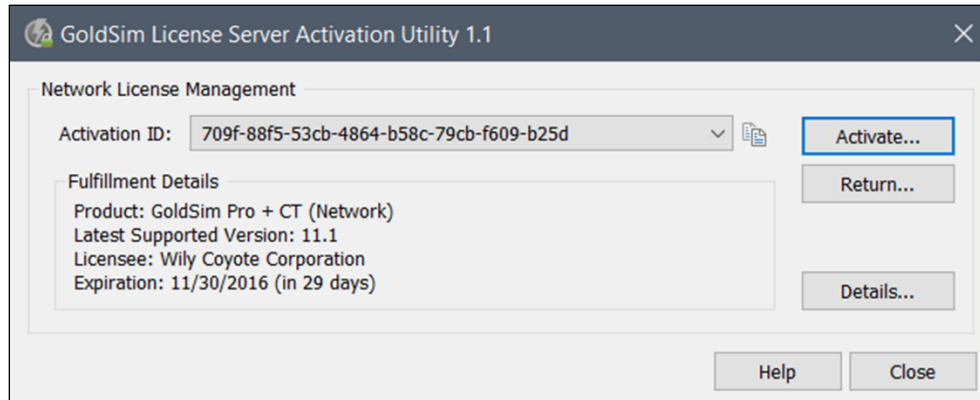 GoldSim License Server Activation Utility 1.1
Network License Management
Activation ID: 709f-88f5-53cb-4864-b58c-79cb-f609-b25d
Activate...
Fulfillment Details
Return...
Product: GoldSim Pro + CT (Network)
Latest Supported Version: 11.1
Licensee: Wily Coyote Corporation
Expiration: 11/30/2016 (in 29 days)
Details...
Help
Close